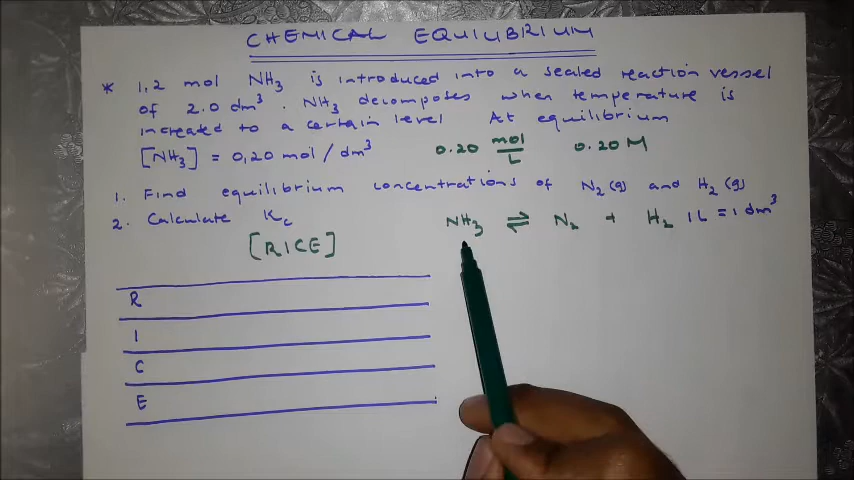 CHEMICAL EQUILIBRIUM
* 1,2 mol NH3 is introduced into a sealed reaction vessel
of 2.0 dm³. NH3 decomposes when temperature is
increated to a certain level At equilibrium
[NH3] = 0,20 mol/dm³ 0.20 mol/L 0.20 M
1. Find equilibrium concentrations of N2(g) and H2(g)
2. Calculate Kc
NH3 ⇌ N2 + H2 1L = 1 dm³
[RICE]
R
I
C
E